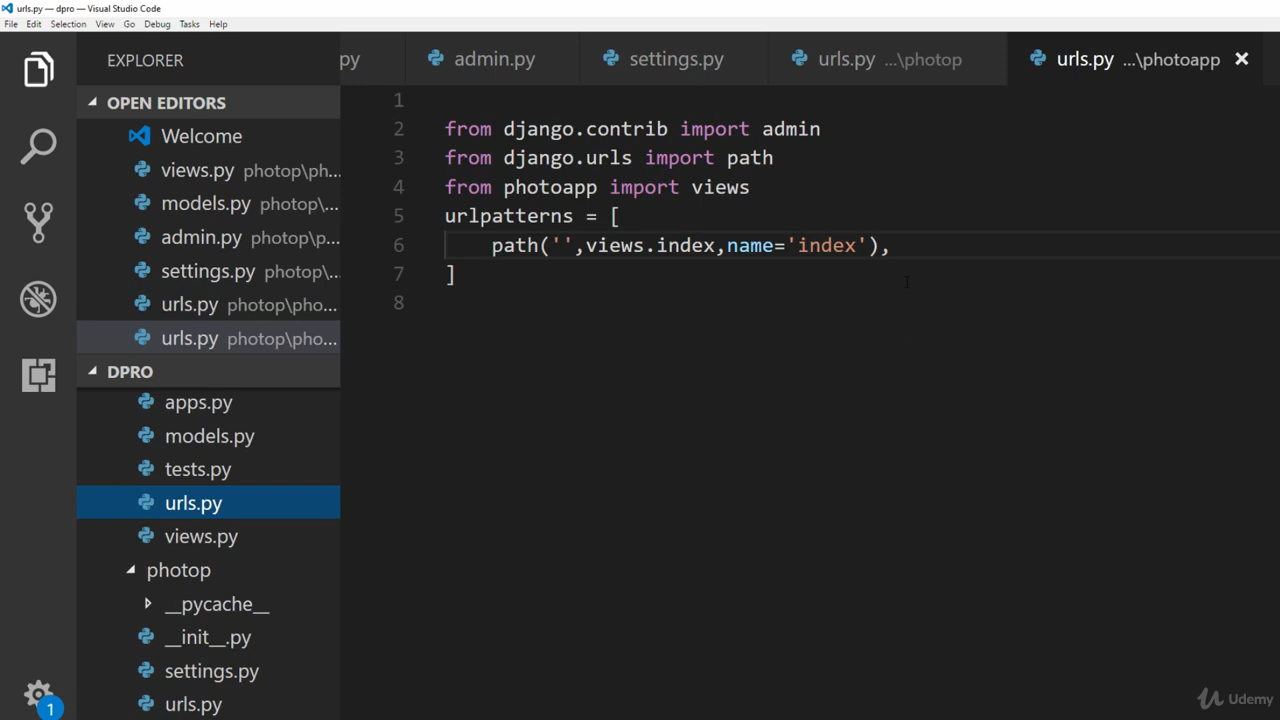 urls.py — dpro — Visual Studio Code
File Edit Selection View Go Debug Tasks Help
EXPLORER
py
admin.py
settings.py
urls.py ...\photop
urls.py ...\photoapp
OPEN EDITORS
Welcome
views.py photop\ph...
models.py photop\...
admin.py photop\p...
settings.py photop\...
urls.py photop\pho...
urls.py photop\pho...
DPRO
apps.py
models.py
tests.py
urls.py
views.py
photop
__pycache__
__init__.py
settings.py
urls.py
1
1
2 from django.contrib import admin
3 from django.urls import path
4 from photoapp import views
5 urlpatterns = [
6 path('',views.index,name='index'),
7 ]
8
Udemy